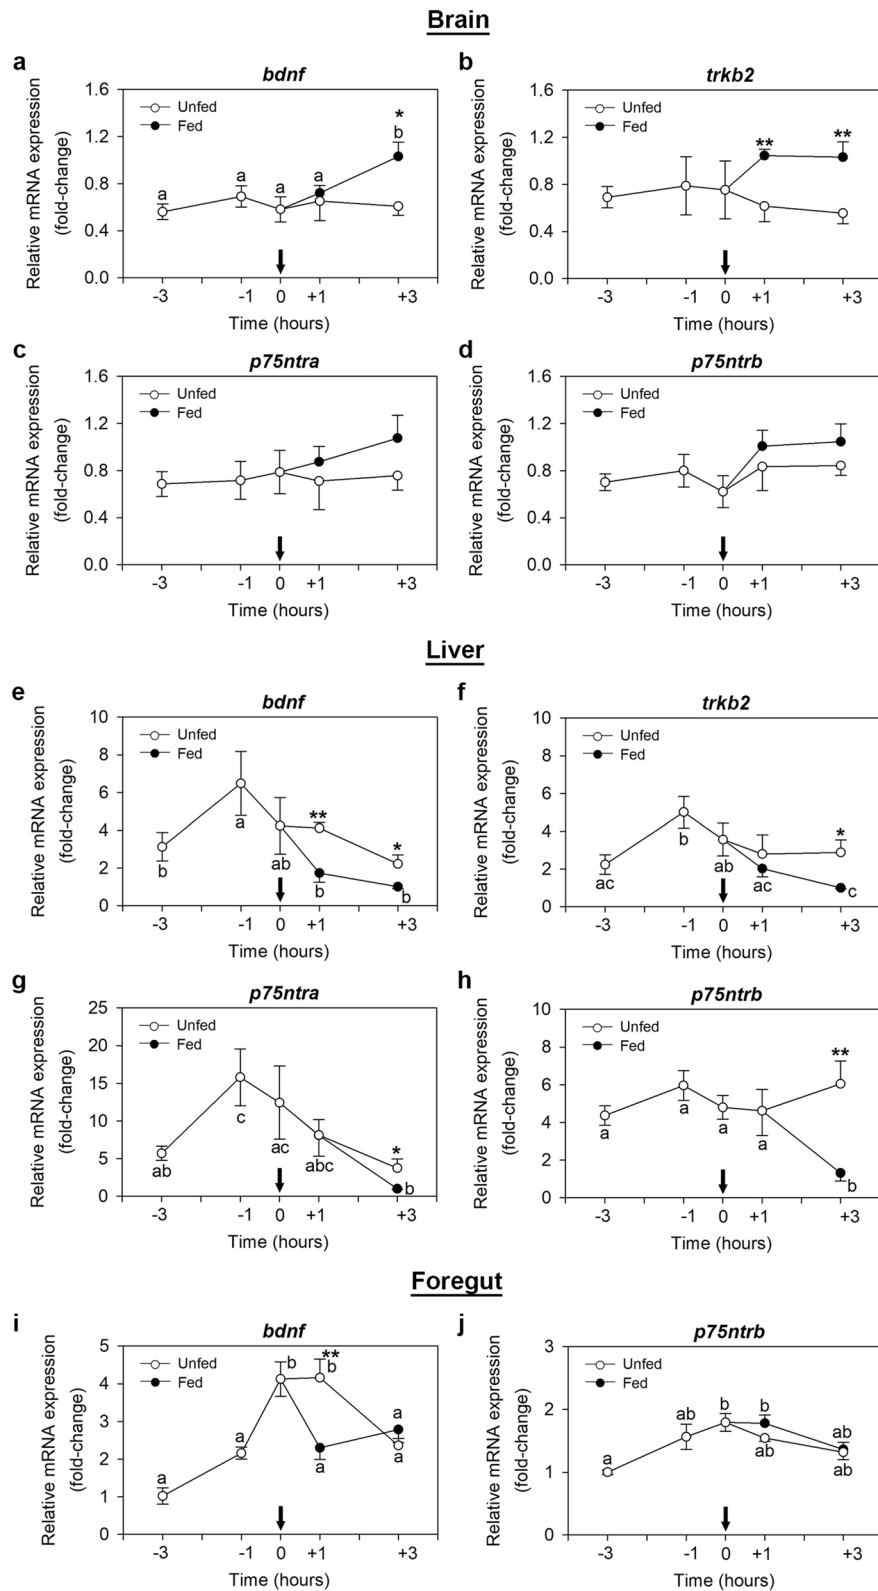 Brain
a
bdnf
Relative mRNA expression
(fold-change)
1.6
1.2
0.8
0.4
0.0
Unfed
Fed
a
a
a
a
*
b
-3
-1
0
+1
+3
Time (hours)
b
trkb2
Relative mRNA expression
(fold-change)
1.6
1.2
0.8
0.4
0.0
Unfed
Fed
**
**
-3
-1
0
+1
+3
Time (hours)
c
p75ntra
Relative mRNA expression
(fold-change)
1.6
1.2
0.8
0.4
0.0
Unfed
Fed
-3
-1
0
+1
+3
Time (hours)
d
p75ntrb
Relative mRNA expression
(fold-change)
1.6
1.2
0.8
0.4
0.0
Unfed
Fed
-3
-1
0
+1
+3
Time (hours)
Liver
e
bdnf
Relative mRNA expression
(fold-change)
10
8
6
4
2
0
Unfed
Fed
b
a
ab
**
b
*
b
-3
-1
0
+1
+3
Time (hours)
f
trkb2
Relative mRNA expression
(fold-change)
10
8
6
4
2
0
Unfed
Fed
ac
b
ab
ac
*
c
-3
-1
0
+1
+3
Time (hours)
g
p75ntra
Relative mRNA expression
(fold-change)
25
20
15
10
5
0
Unfed
Fed
ab
c
ac
abc
*
b
-3
-1
0
+1
+3
Time (hours)
h
p75ntrb
Relative mRNA expression
(fold-change)
10
8
6
4
2
0
Unfed
Fed
a
a
a
a
**
b
-3
-1
0
+1
+3
Time (hours)
Foregut
i
bdnf
Relative mRNA expression
(fold-change)
5
4
3
2
1
0
Unfed
Fed
a
a
b
**
b
a
a
a
-3
-1
0
+1
+3
Time (hours)
j
p75ntrb
Relative mRNA expression
(fold-change)
3
2
1
0
Unfed
Fed
a
ab
b
b
ab
ab
ab
-3
-1
0
+1
+3
Time (hours)